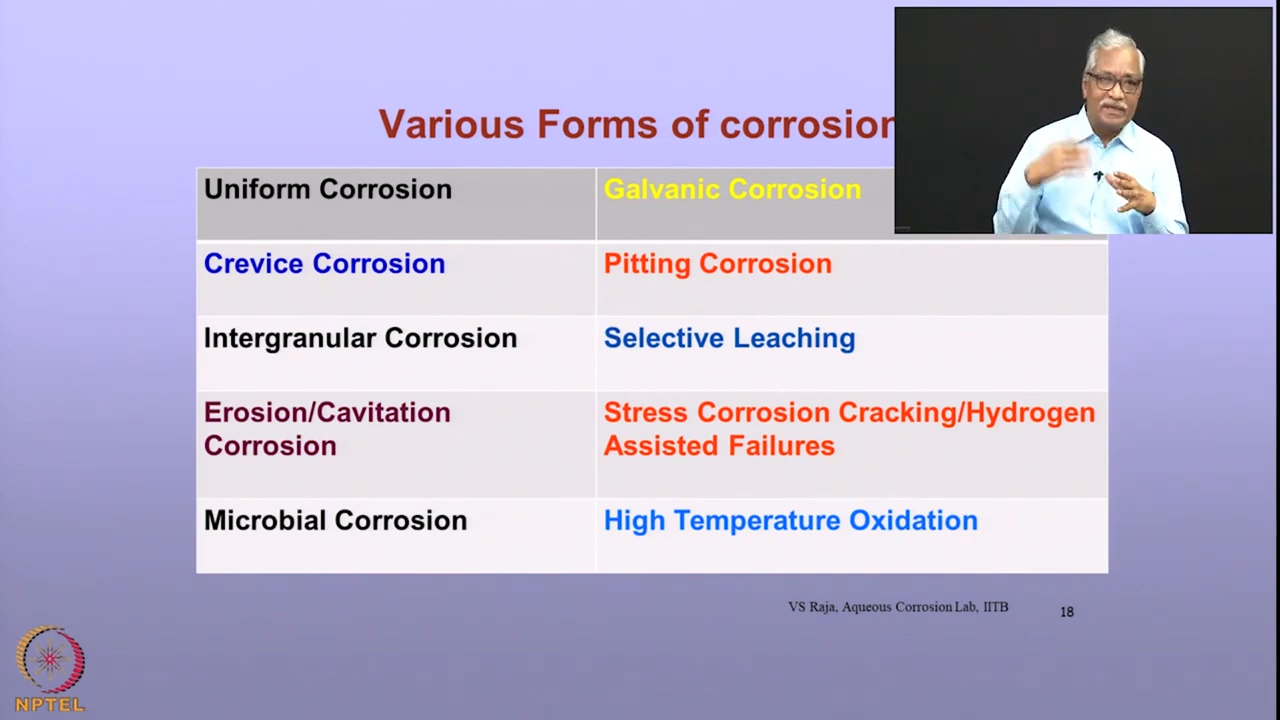 Various Forms of corrosion
Uniform Corrosion
Galvanic Corrosion
Crevice Corrosion
Pitting Corrosion
Intergranular Corrosion
Selective Leaching
Erosion/Cavitation
Corrosion
Stress Corrosion Cracking/Hydrogen
Assisted Failures
Microbial Corrosion
High Temperature Oxidation
VS Raja, Aqueous Corrosion Lab, IITB
18
NPTEL